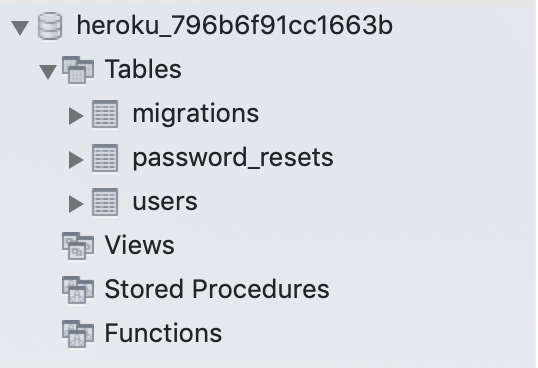 heroku_796b6f91cc1663b
Tables
migrations
password_resets
users
Views
Stored Procedures
Functions